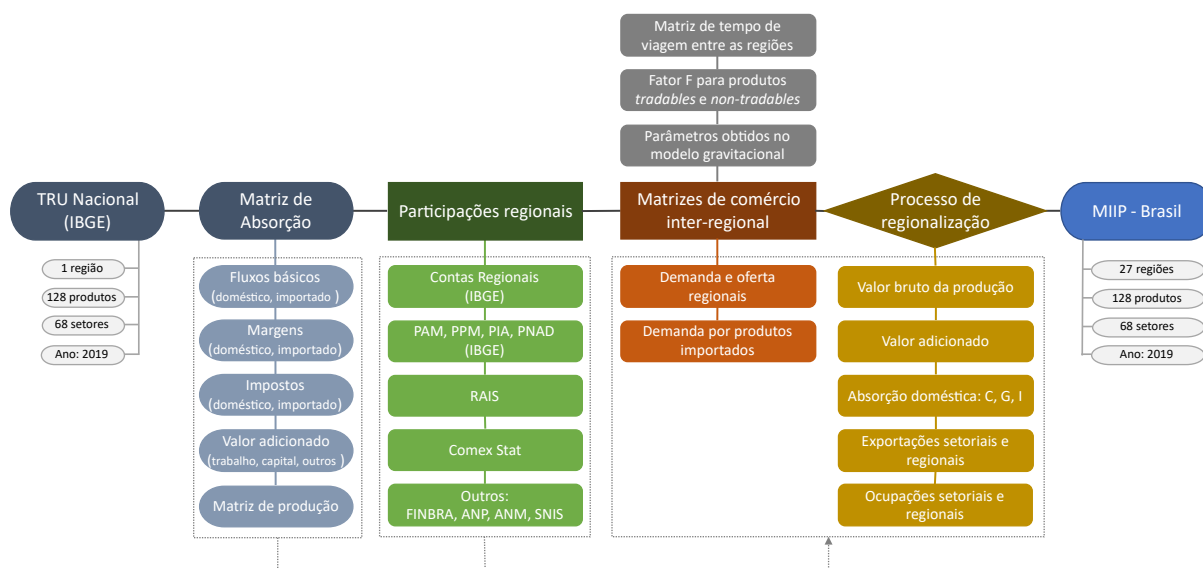 Matriz de tempo de
viagem entre as regiões
Fator F para produtos
tradables e non-tradables
Parâmetros obtidos no
modelo gravitacional
TRU Nacional
(IBGE)
1 região
128 produtos
68 setores
Ano: 2019
Matriz de
Absorção
Fluxos básicos
(doméstico, importado )
Margens
(doméstico, importado)
Impostos
(doméstico, importado)
Valor adicionado
(trabalho, capital, outros )
Matriz de produção
Participações regionais
Contas Regionais
(IBGE)
PAM, PPM, PIA, PNAD
(IBGE)
RAIS
Comex Stat
Outros:
FINBRA, ANP, ANM, SNIS
Matrizes de comércio
inter-regional
Demanda e oferta
regionais
Demanda por produtos
importados
Processo de
regionalização
Valor bruto da produção
Valor adicionado
Absorção doméstica: C, G, I
Exportações setoriais e
regionais
Ocupações setoriais e
regionais
MIIP - Brasil
27 regiões
128 produtos
68 setores
Ano: 2019